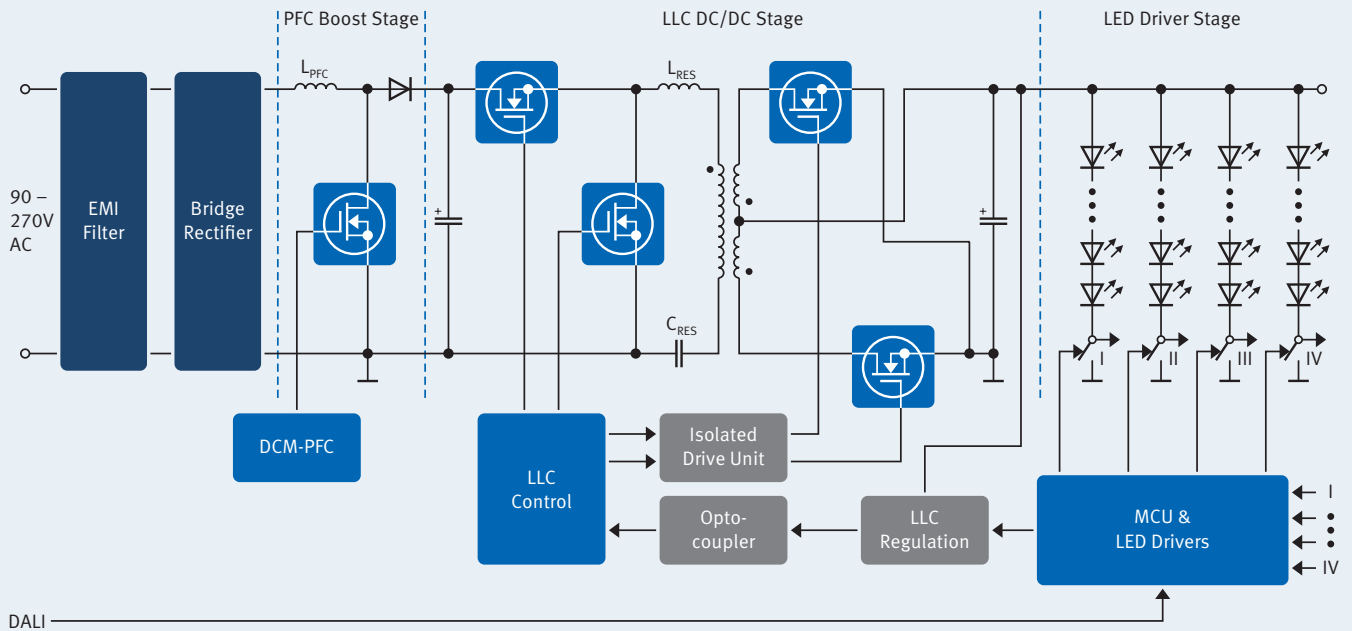 PFC Boost Stage
LLC DC/DC Stage
LED Driver Stage
LPFC
LRES
90 –
270V
AC
EMI
Filter
Bridge
Rectifier
+
+
CRES
I
II
III
IV
DCM-PFC
LLC
Control
Isolated
Drive Unit
Opto-
coupler
LLC
Regulation
MCU &
LED Drivers
I
IV
DALI